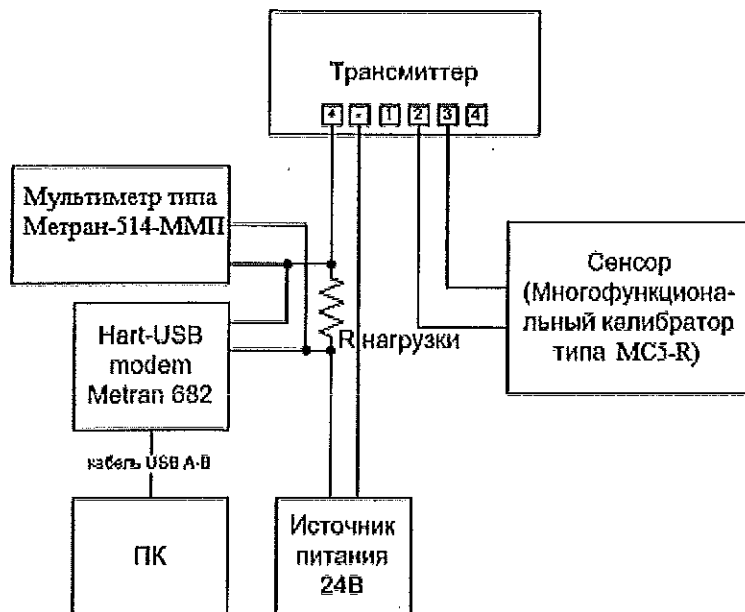 Трансмиттер
+ - 1 2 3 4
Мультиметр типа
Метран-514-ММП
Hart-USB
modem
Metran 682
R нагрузки
Сенсор
(Многофункциона-
льный калибратор
типа MC5-R)
кабель USB A-B
ПК
Источник
питания
24В